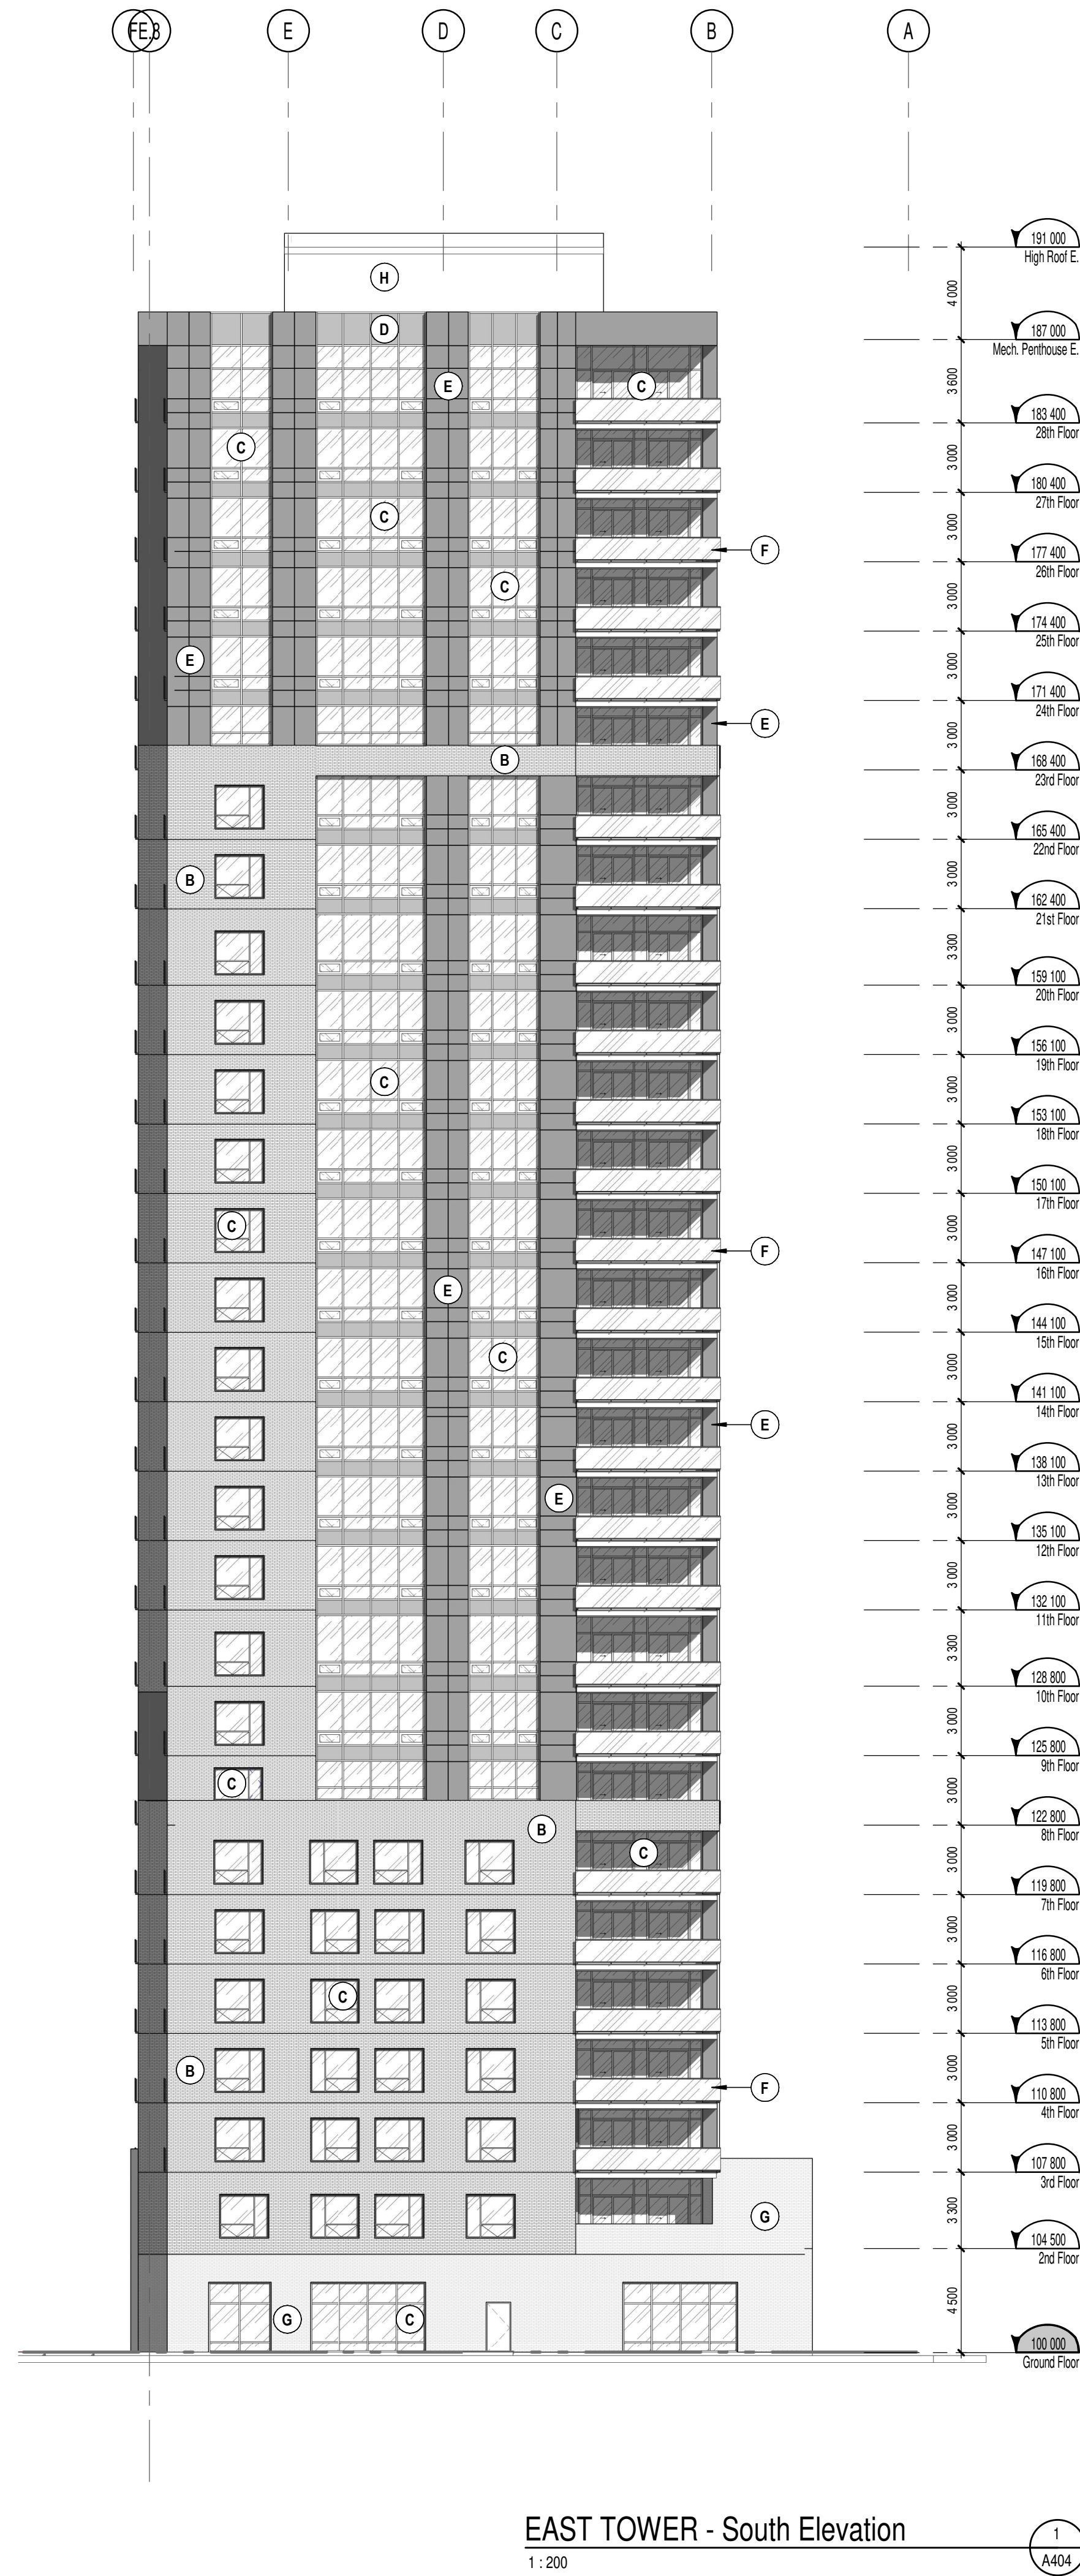 F E.3 E D C B A
191 000
High Roof E.
4 000
H
D
187 000
Mech. Penthouse E.
3 600
E C
183 400
28th Floor
C
3 000
180 400
27th Floor
C
3 000
F
177 400
26th Floor
C
3 000
174 400
25th Floor
E
3 000
171 400
24th Floor
E
3 000
B
168 400
23rd Floor
3 000
165 400
22nd Floor
B
3 000
162 400
21st Floor
3 300
159 100
20th Floor
3 000
156 100
19th Floor
C
3 000
153 100
18th Floor
3 000
150 100
17th Floor
C
3 000
F
147 100
16th Floor
E
3 000
144 100
15th Floor
C
3 000
141 100
14th Floor
E
3 000
138 100
13th Floor
E
3 000
135 100
12th Floor
3 000
132 100
11th Floor
3 300
128 800
10th Floor
3 000
125 800
9th Floor
C
3 000
122 800
8th Floor
B
C
3 000
119 800
7th Floor
3 000
116 800
6th Floor
C
3 000
113 800
5th Floor
B
3 000
F
110 800
4th Floor
3 000
107 800
3rd Floor
G
3 300
104 500
2nd Floor
4 500
G C
100 000
Ground Floor
EAST TOWER - South Elevation
1 : 200
1
A404